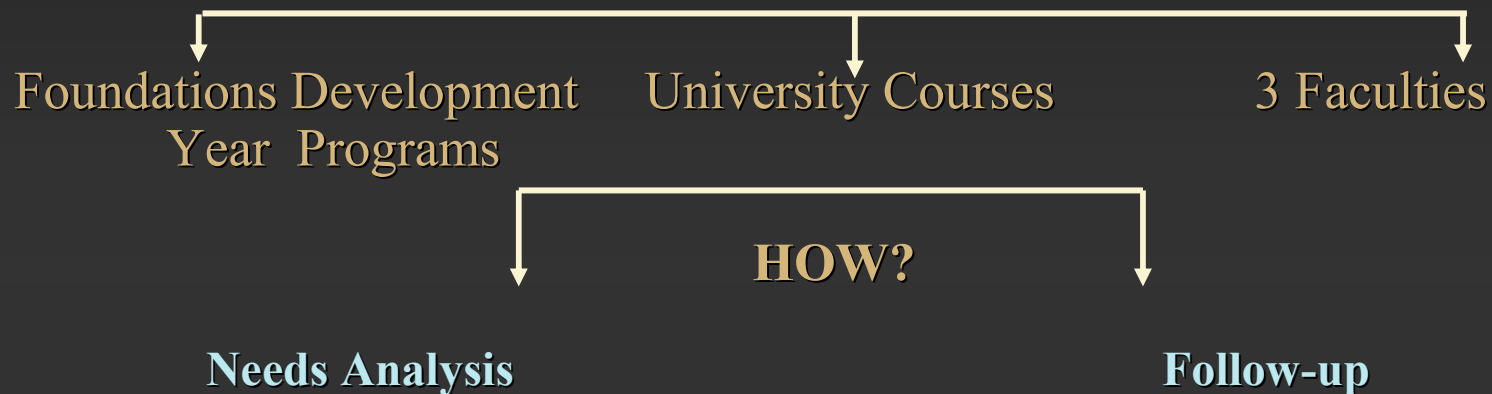 Foundations Development University Courses 3 Faculties
Year Programs
HOW?
Needs Analysis Follow-up